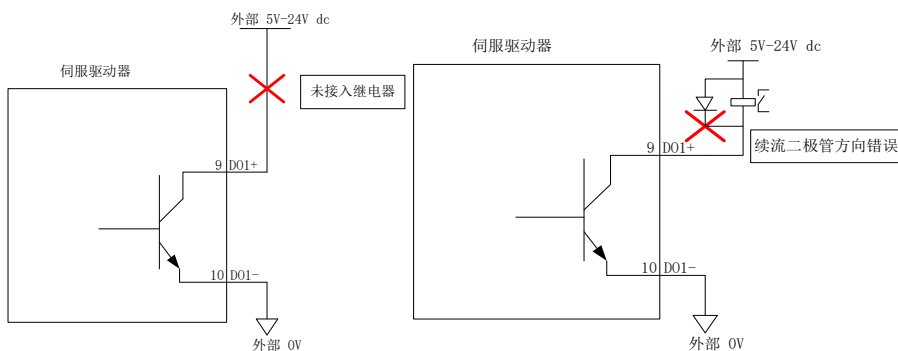 外部 5V-24V dc
伺服驱动器
未接入继电器
9 DO1+
10 DO1-
外部 0V
伺服驱动器
外部 5V-24V dc
续流二极管方向错误
9 DO1+
10 DO1-
外部 0V